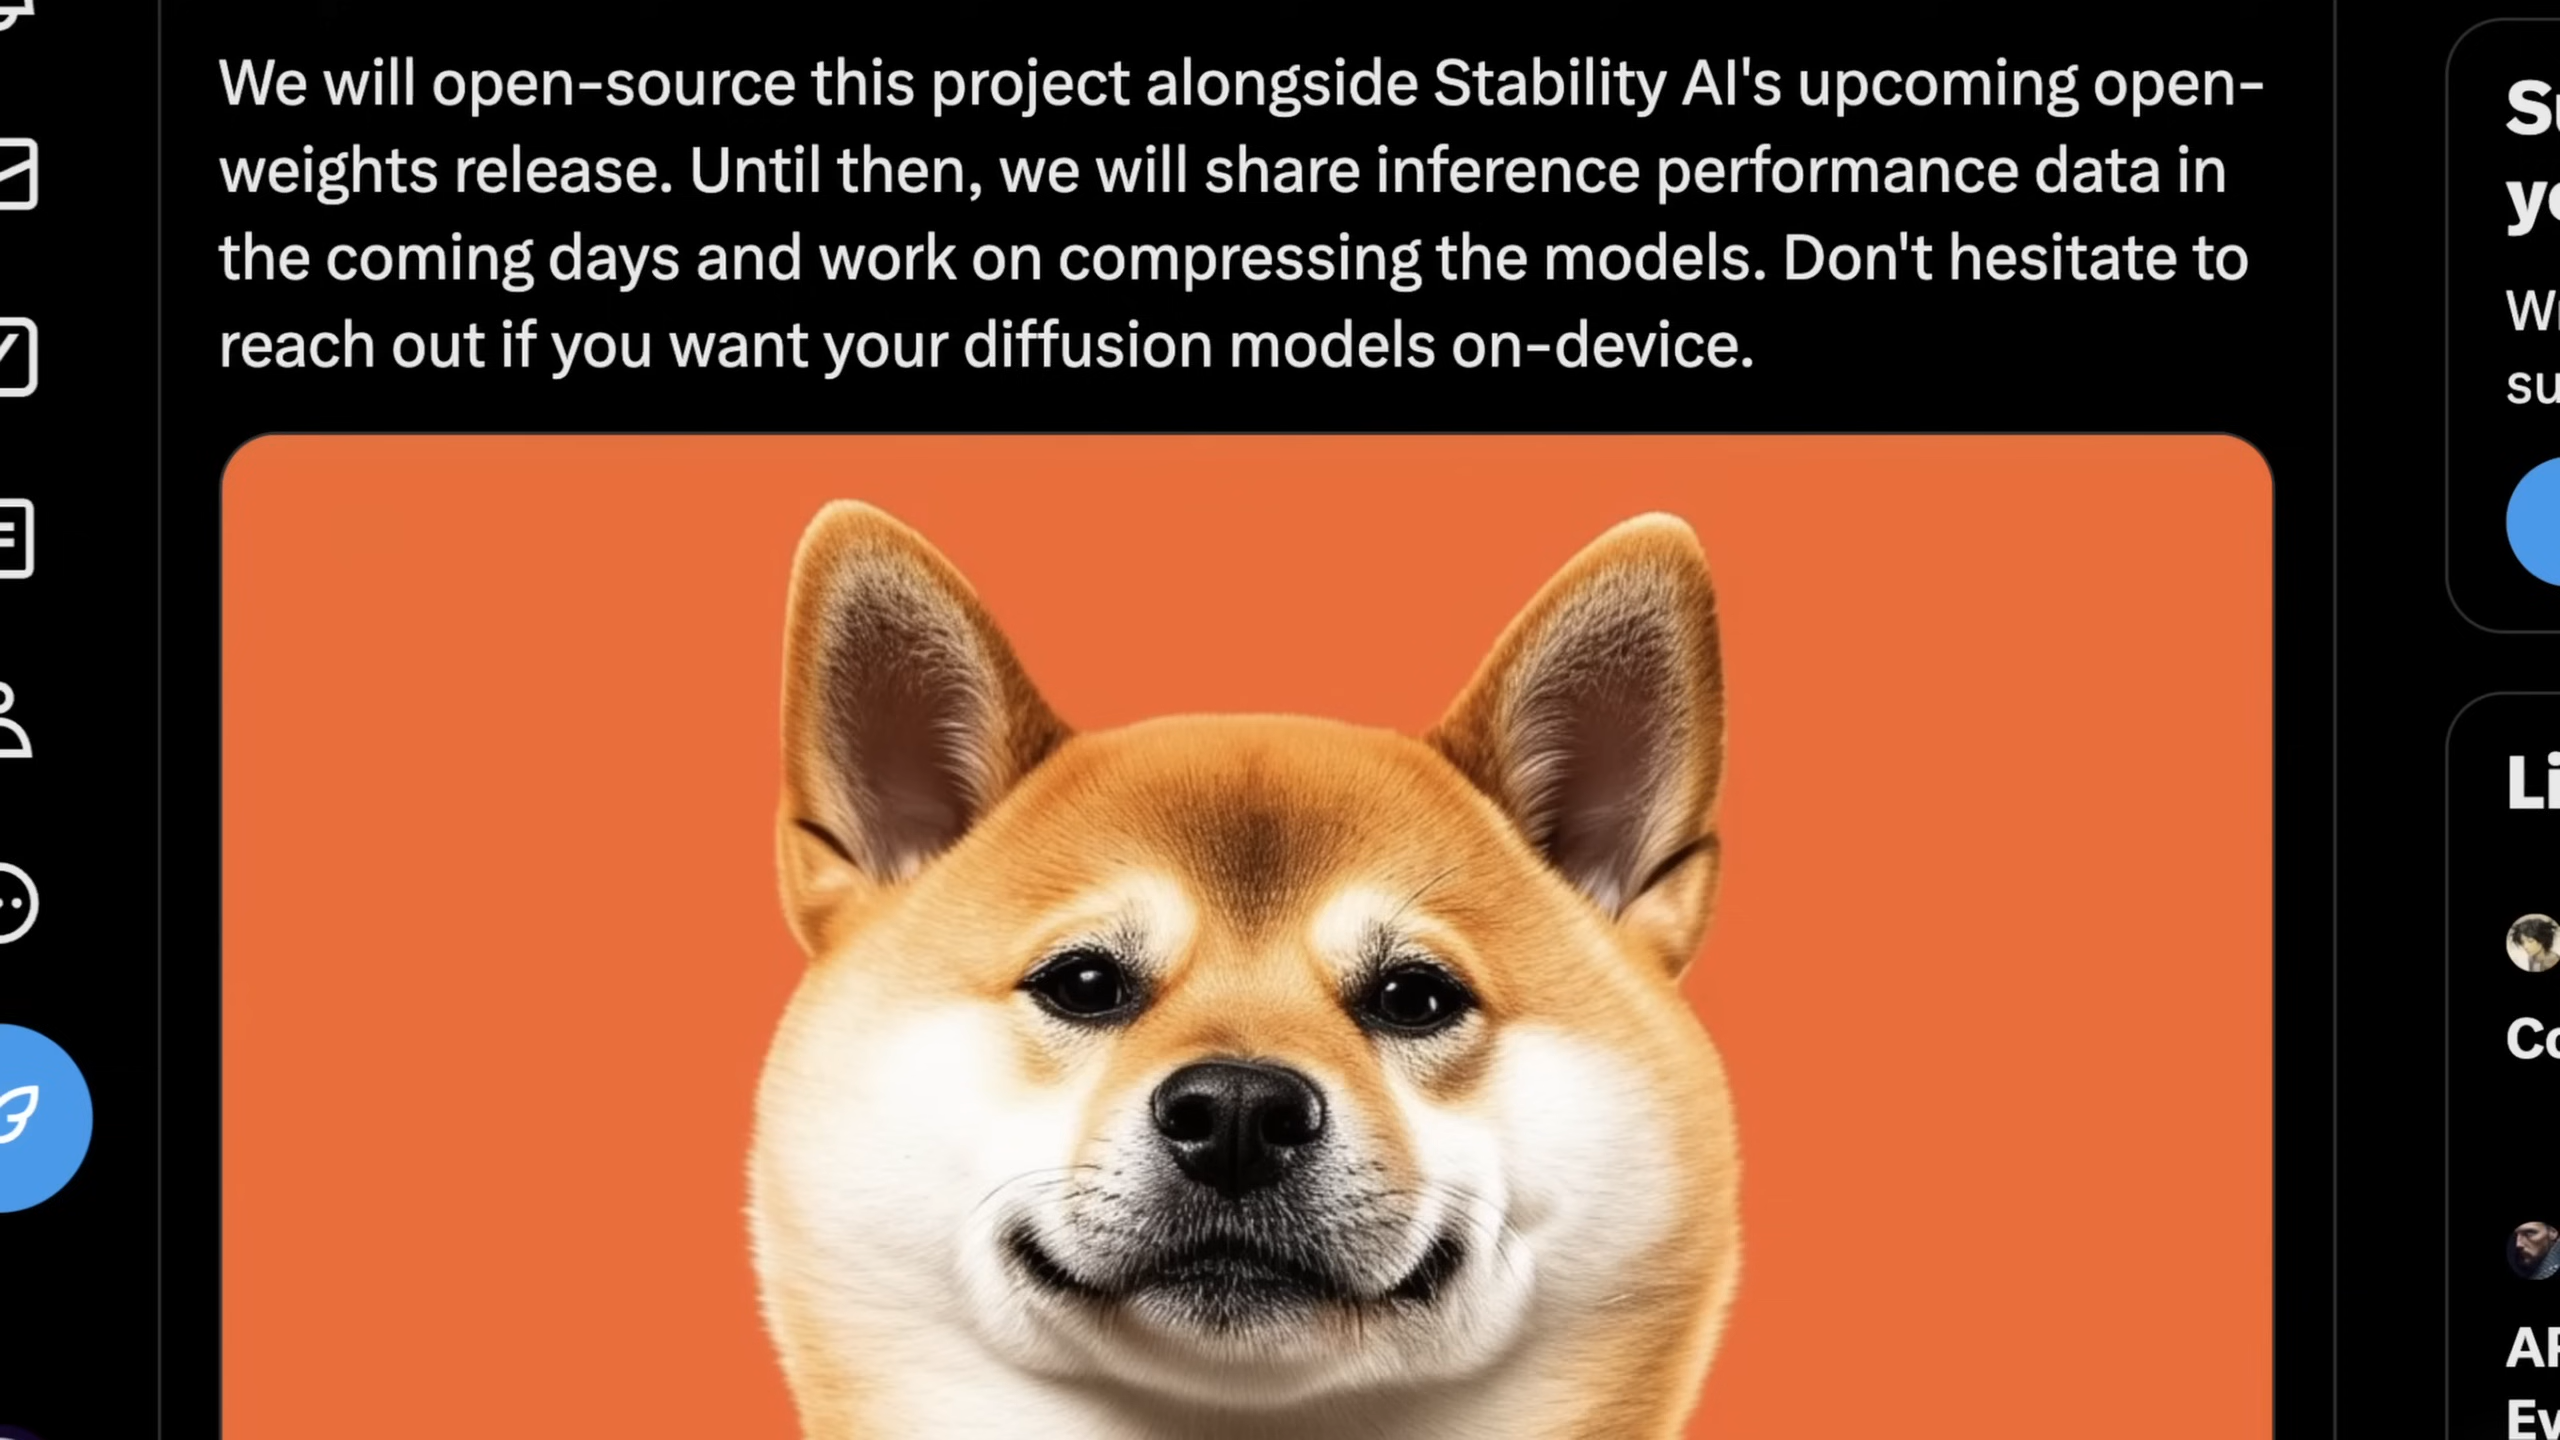 We will open-source this project alongside Stability AI's upcoming open-
weights release. Until then, we will share inference performance data in
the coming days and work on compressing the models. Don't hesitate to
reach out if you want your diffusion models on-device.